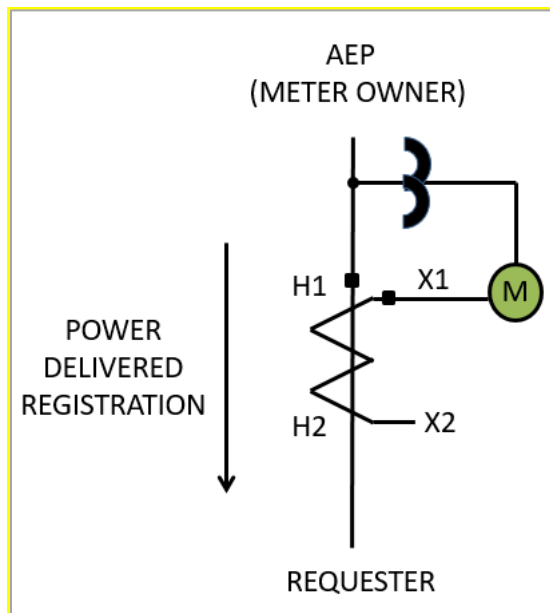 AEP
(METER OWNER)
H1
X1
M
POWER
DELIVERED
REGISTRATION
H2
X2
REQUESTER